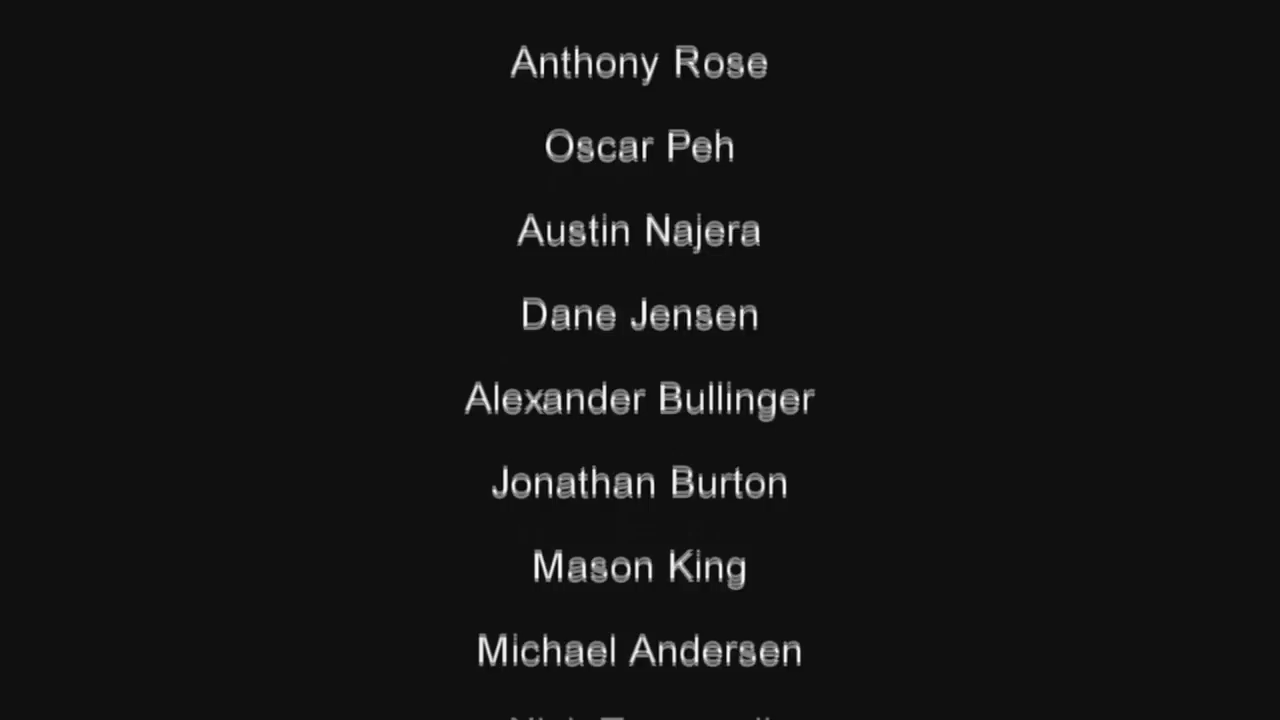 Anthony Rose
Oscar Peh
Austin Najera
Dane Jensen
Alexander Bullinger
Jonathan Burton
Mason King
Michael Andersen